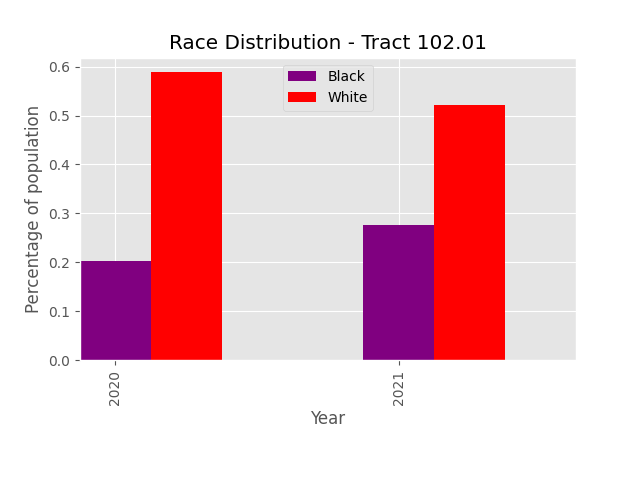 Race Distribution - Tract 102.01
Black
White
Percentage of population
0.6
0.5
0.4
0.3
0.2
0.1
0.0
2020
2021
Year